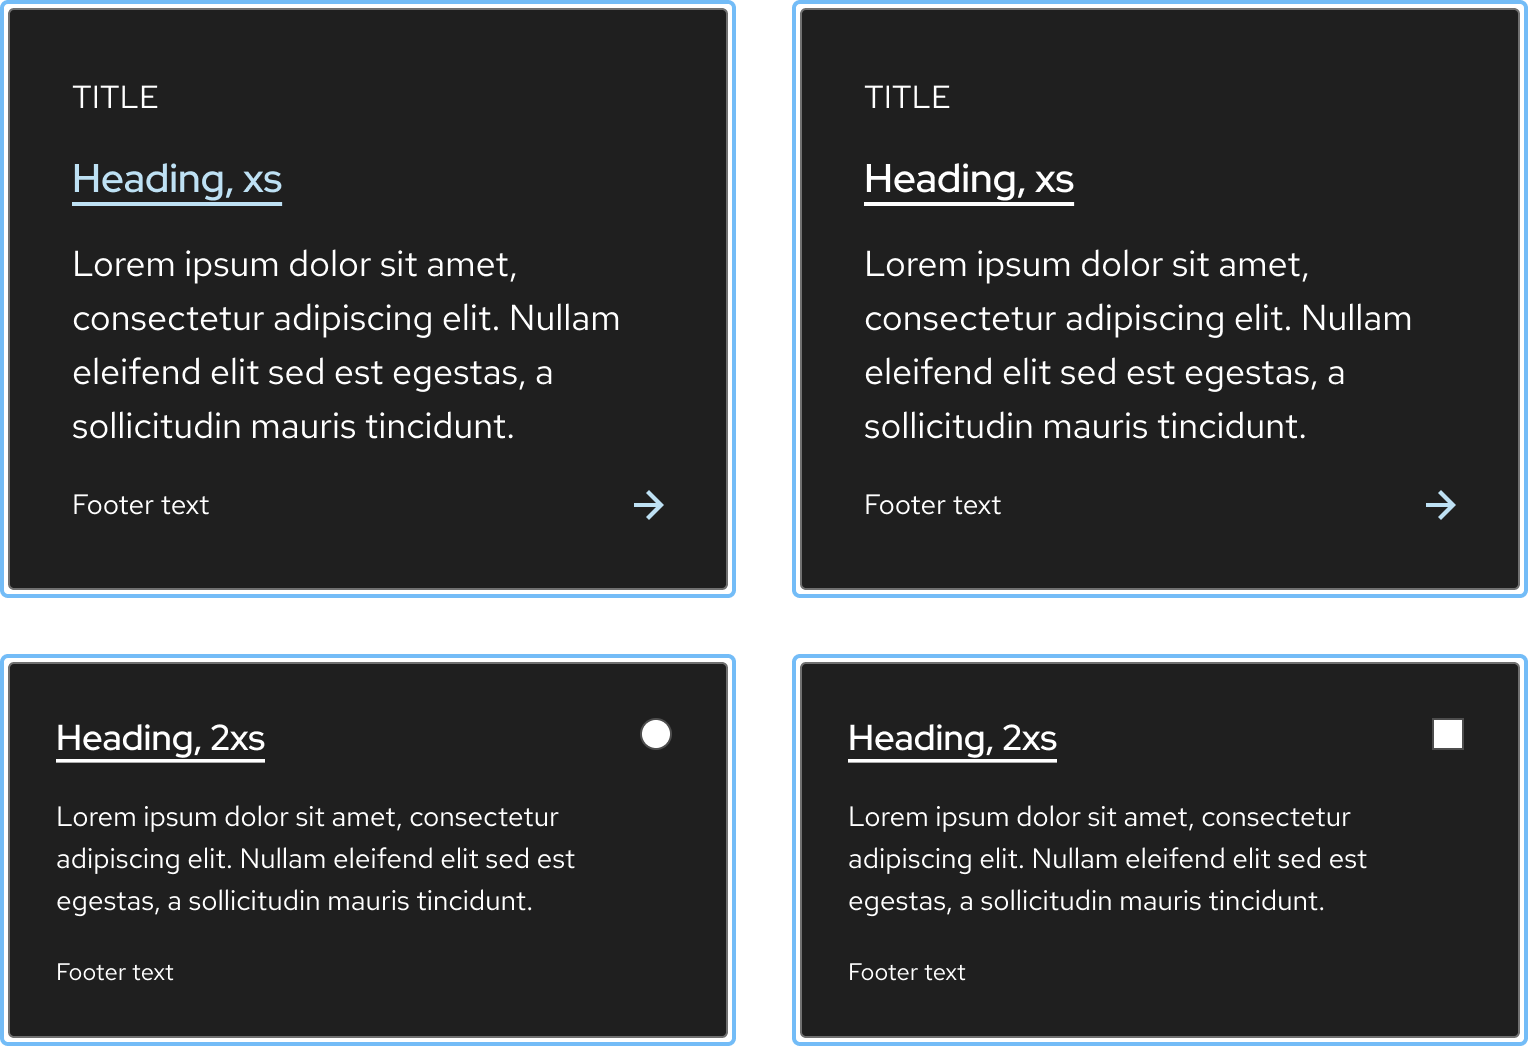 TITLE
Heading, xs
Lorem ipsum dolor sit amet,
consectetur adipiscing elit. Nullam
eleifend elit sed est egestas, a
sollicitudin mauris tincidunt.
Footer text
TITLE
Heading, xs
Lorem ipsum dolor sit amet,
consectetur adipiscing elit. Nullam
eleifend elit sed est egestas, a
sollicitudin mauris tincidunt.
Footer text
Heading, 2xs
Lorem ipsum dolor sit amet, consectetur
adipiscing elit. Nullam eleifend elit sed est
egestas, a sollicitudin mauris tincidunt.
Footer text
Heading, 2xs
Lorem ipsum dolor sit amet, consectetur
adipiscing elit. Nullam eleifend elit sed est
egestas, a sollicitudin mauris tincidunt.
Footer text